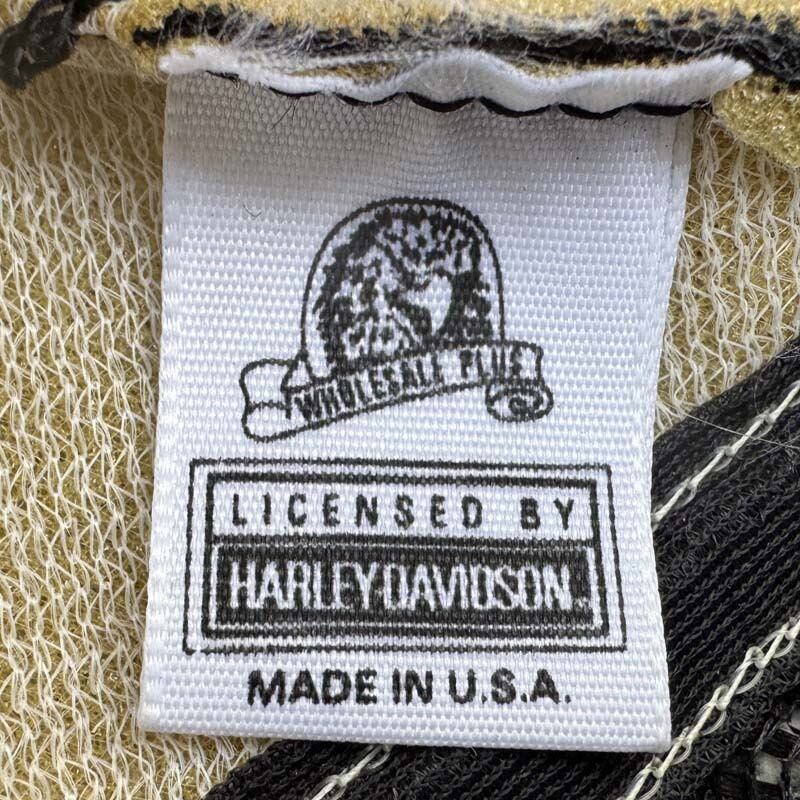 WHOLESALE PLUS
LICENSED BY
HARLEY-DAVIDSON
MADE IN U.S.A.